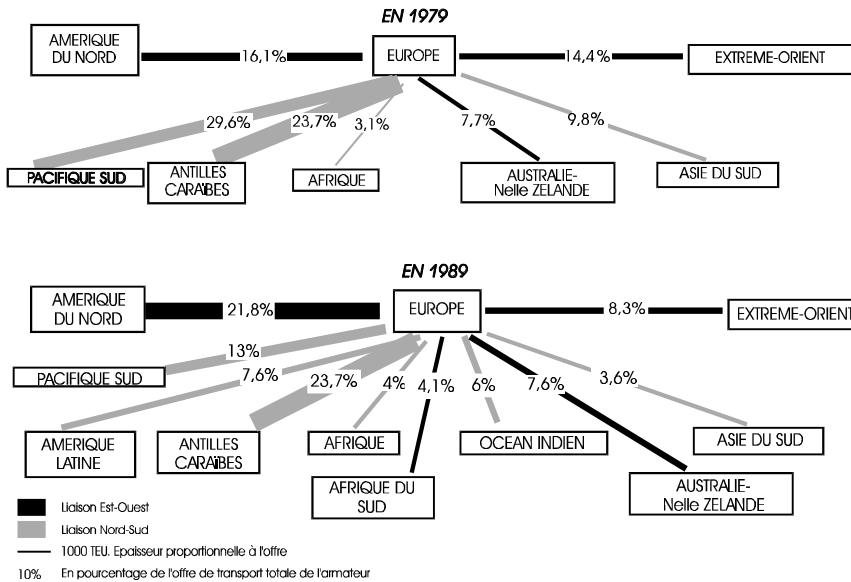 EN 1979
AMERIQUE
DU NORD
16,1%
EUROPE
14,4%
EXTREME-ORIENT
29,6%
23,7%
3,1%
7,7%
9,8%
PACIFIQUE SUD
ANTILLES
CARAÏBES
AFRIQUE
AUSTRALIE-
Nelle ZELANDE
ASIE DU SUD
EN 1989
AMERIQUE
DU NORD
21,8%
EUROPE
8,3%
EXTREME-ORIENT
13%
PACIFIQUE SUD
7,6%
23,7%
4%
4,1%
6%
7,6%
3,6%
AMERIQUE
LATINE
ANTILLES
CARAÏBES
AFRIQUE
OCEAN INDIEN
ASIE DU SUD
AFRIQUE DU
SUD
AUSTRALIE-
Nelle ZELANDE
Liaison Est-Ouest
Liaison Nord-Sud
1000 TEU. Epaisseur proportionnelle à l'offre
10% En pourcentage de l'offre de transport totale de l'armateur